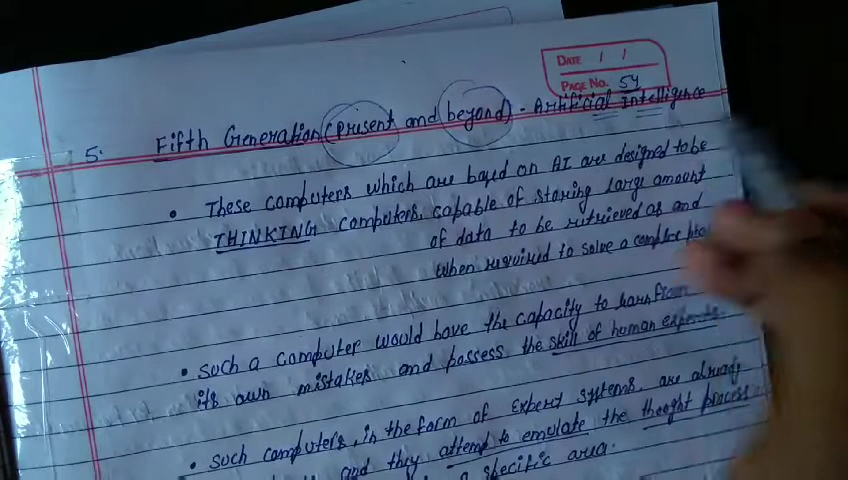 DATE / /
PAGE NO. 54
5. Fifth Generation (present and beyond) - Artificial Intelligence
• These computers which are based on AI are designed to be
THINKING computers, capable of storing large amount
of data to be retrieved as and
when required to solve a complex
• such a computer would have the capacity to learn from
its own mistakes and possess the skill of human experts.
• such computers, in the form of expert systems, are already
and they attempt to emulate the thought process
a specific area.